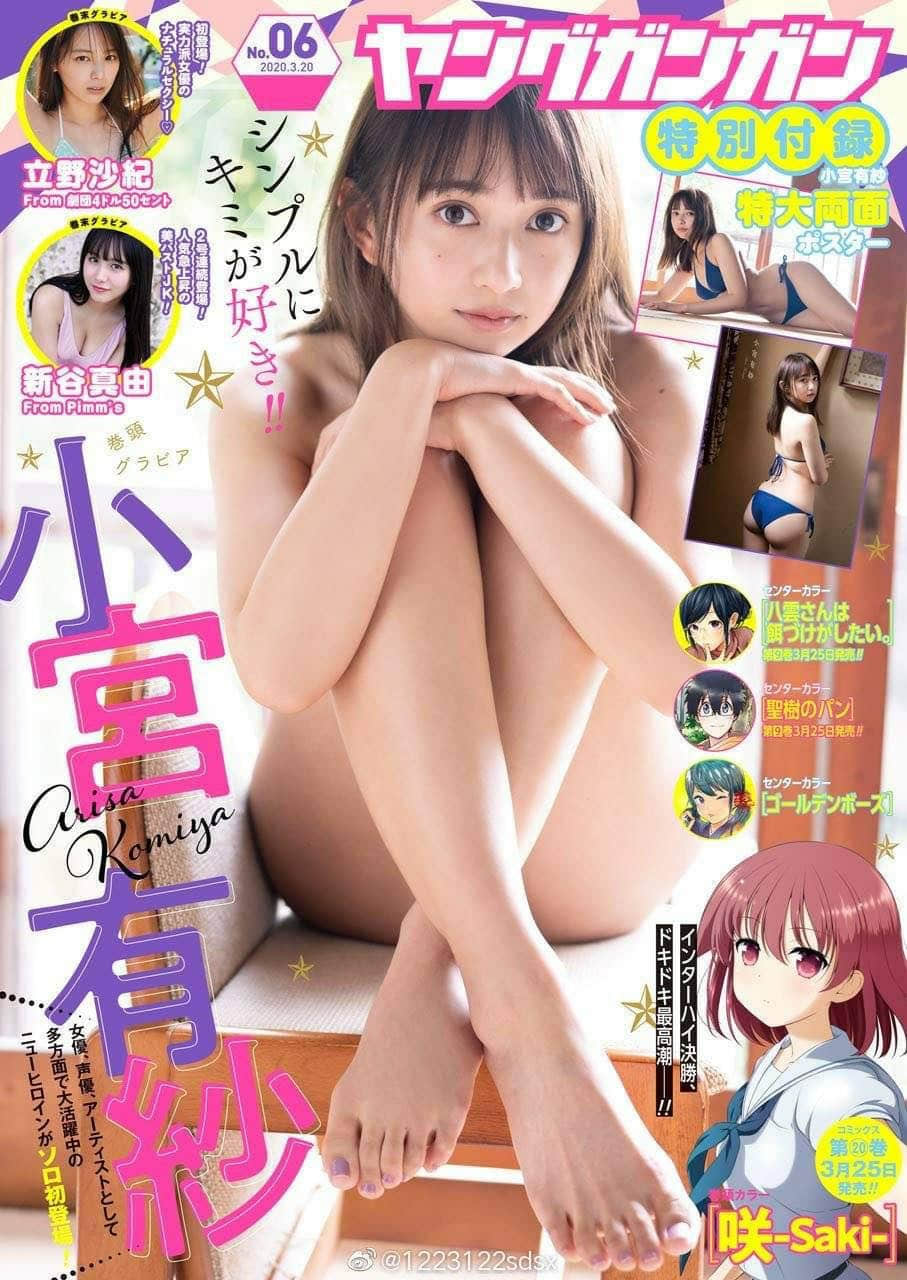 No.06
2020.3.20
ヤングガンガン
巻末グラビア
初登場!
実力派女優の
ナチュラルセクシー♡
立野沙紀
From 劇団4ドル50セント
巻末グラビア
2号連続登場!
人気急上昇の
美バストJK!
新谷真由
From Pimm's
シンプルに
キミが好き!!
特別付録
小宮有紗
特大両面
ポスター
小宮有紗
巻頭
グラビア
小宮有紗
Arisa
Komiya
女優、声優、アーティストとして
多方面で大活躍中の
ニューヒロインがソロ初登場!
センターカラー
[八雲さんは
餌づけがしたい。]
3月25日発売!!
センターカラー
[聖樹のパン]
3月25日発売!!
センターカラー
[ゴールデンボーズ]
インターハイ決勝、
ドキドキ最高潮――!!
コミックス
第⑳巻
3月25日
発売!!
巻頭カラー
[咲-Saki-]
@1223122sdsx